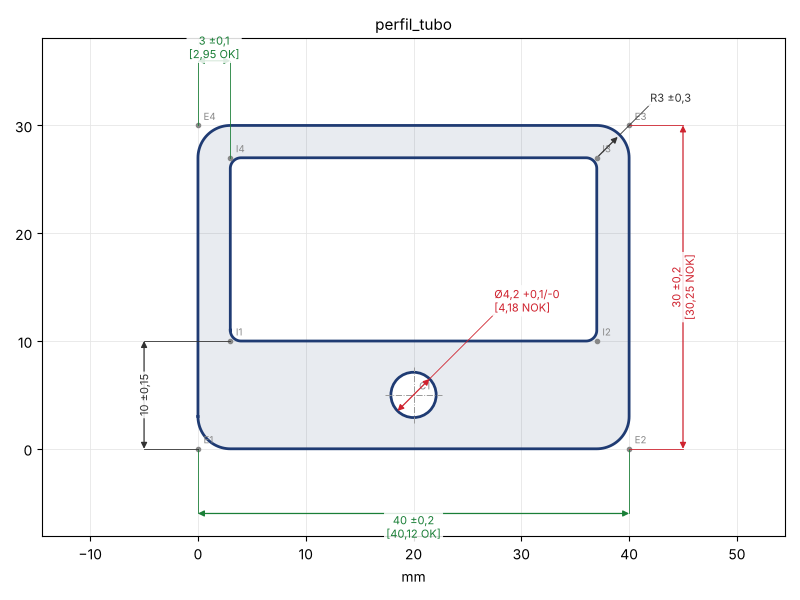 perfil_tubo
3 ±0,1
[2,95 OK]
R3 ±0,3
E4
E3
I4
I3
30 ±0,2
[30,25 NOK]
Ø4,2 +0,1/-0
[4,18 NOK]
I1
I2
10 ±0,15
E1
E2
40 ±0,2
[40,12 OK]
30
20
10
0
−10
0
10
20
30
40
50
mm